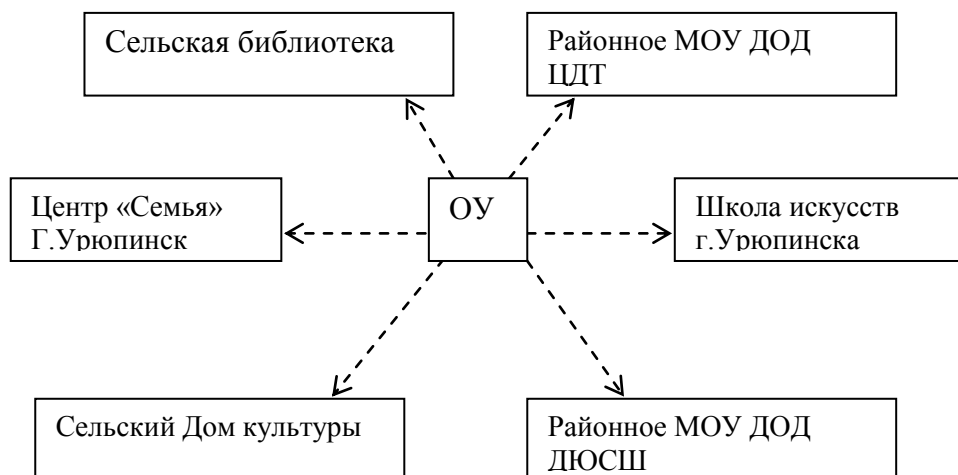 Сельская библиотека
Районное МОУ ДОД
ЦДТ
Центр «Семья»
Г.Урюпинск
ОУ
Школа искусств
г.Урюпинска
Сельский Дом культуры
Районное МОУ ДОД
ДЮСШ